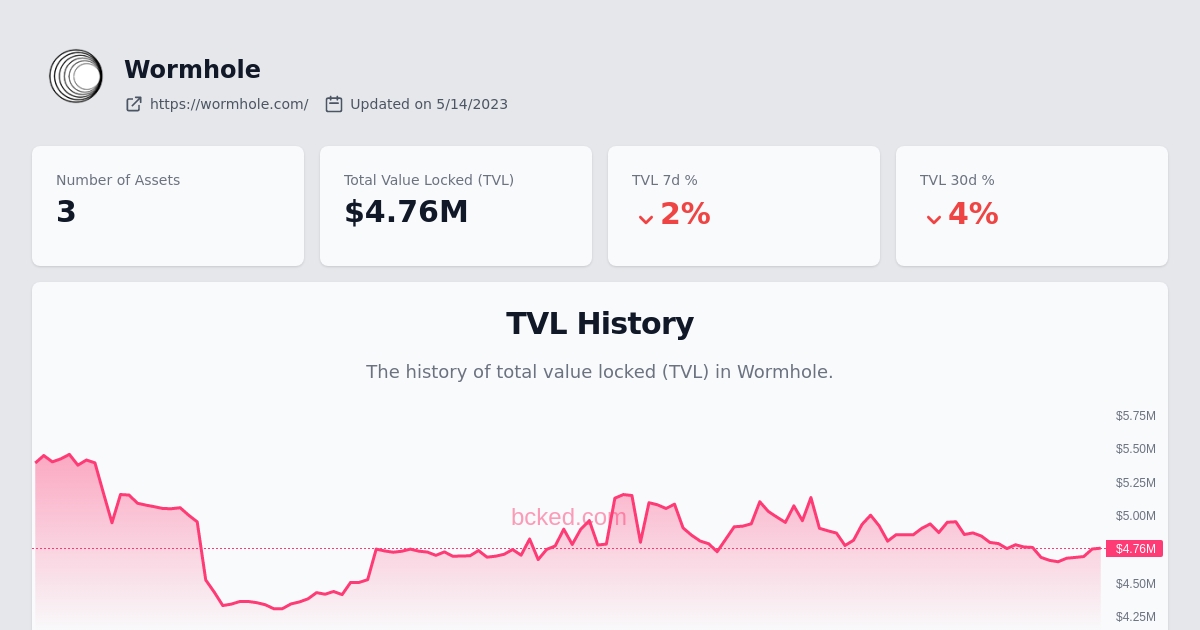 Wormhole
https://wormhole.com/ Updated on 5/14/2023
Number of Assets
3
Total Value Locked (TVL)
$4.76M
TVL 7d %
2%
TVL 30d %
4%
TVL History
The history of total value locked (TVL) in Wormhole.
$5.75M
$5.50M
$5.25M
$5.00M
bcked.com
$4.76M
$4.50M
$4.25M